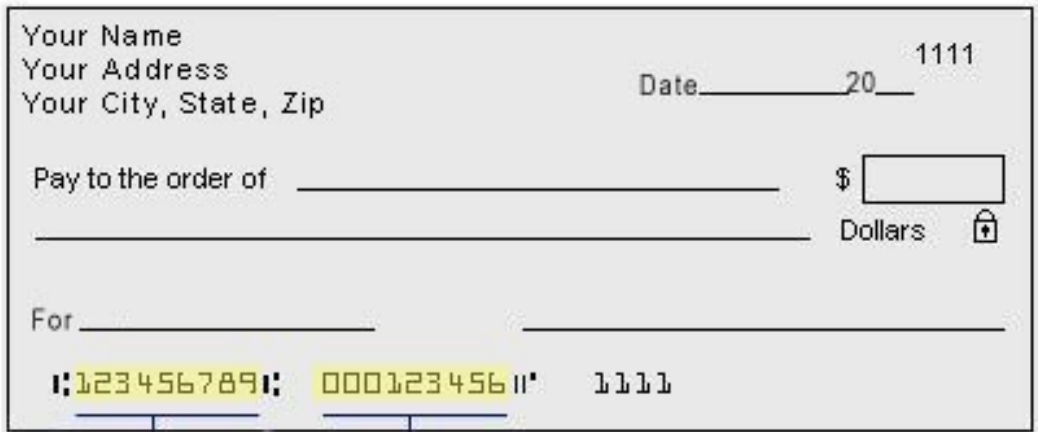 Your Name
Your Address
Your City, State, Zip
1111
Date 20
Pay to the order of $
Dollars
For
⑆123456789⑆ 000123456⑈ 1111